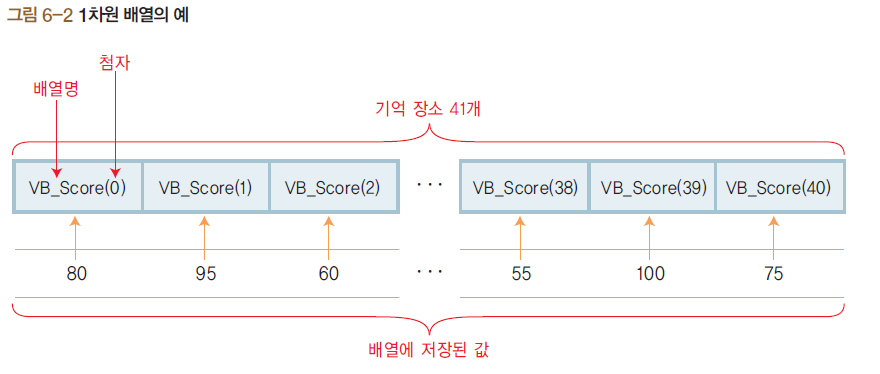 그림 6-2 1차원 배열의 예
첨자
배열명
기억 장소 41개
VB_Score(0) VB_Score(1) VB_Score(2) ··· VB_Score(38) VB_Score(39) VB_Score(40)
80 95 60 ··· 55 100 75
배열에 저장된 값